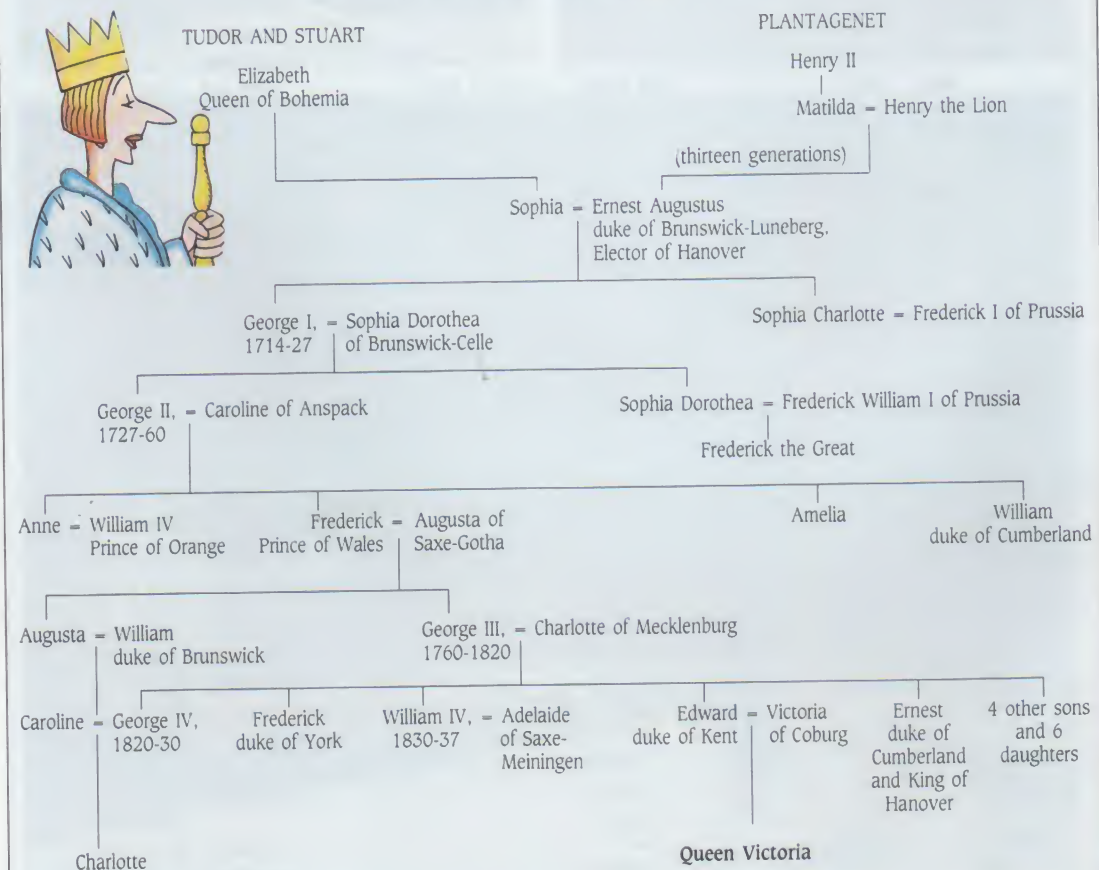 TUDOR AND STUART
PLANTAGENET
Elizabeth
Queen of Bohemia
Henry II
Matilda = Henry the Lion
(thirteen generations)
Sophia = Ernest Augustus
duke of Brunswick-Luneberg,
Elector of Hanover
George I, = Sophia Dorothea
1714-27 of Brunswick-Celle
Sophia Charlotte = Frederick I of Prussia
George II, = Caroline of Anspack
1727-60
Sophia Dorothea = Frederick William I of Prussia
Frederick the Great
Anne = William IV
Prince of Orange
Frederick = Augusta of
Prince of Wales Saxe-Gotha
Amelia
William
duke of Cumberland
Augusta = William
duke of Brunswick
George III, = Charlotte of Mecklenburg
1760-1820
Caroline = George IV,
1820-30
Frederick
duke of York
William IV, = Adelaide
1830-37 of Saxe-
Meiningen
Edward = Victoria
duke of Kent of Coburg
Ernest
duke of
Cumberland
and King of
Hanover
4 other sons
and 6
daughters
Charlotte
Queen Victoria